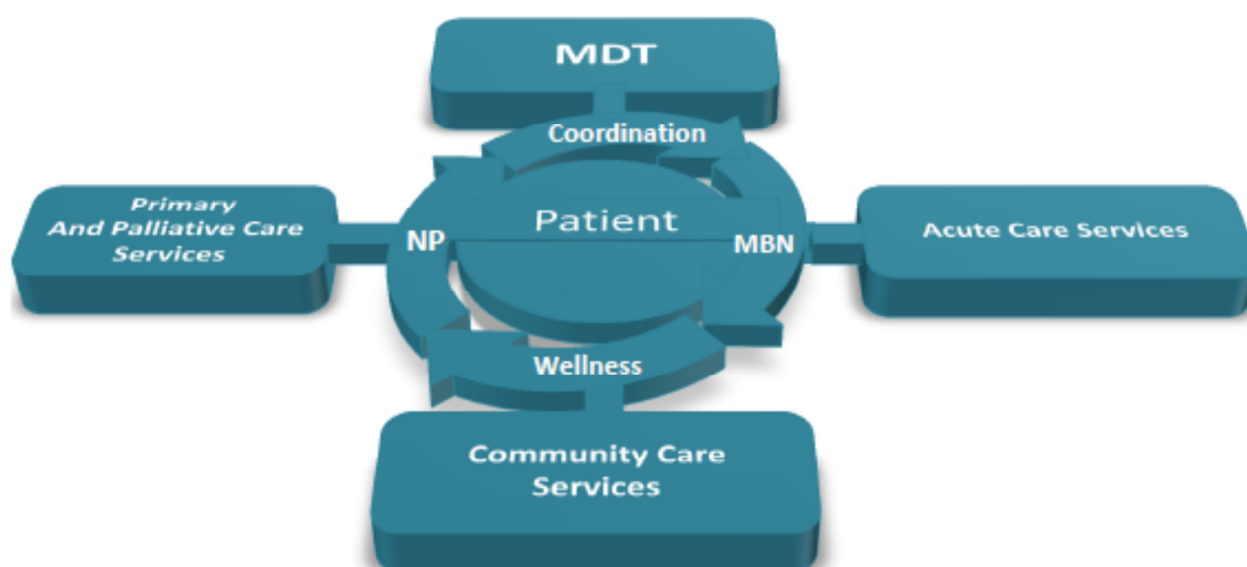 MDT
Coordination
Primary
And Palliative Care
Services
NP
Patient
MBN
Acute Care Services
Wellness
Community Care
Services